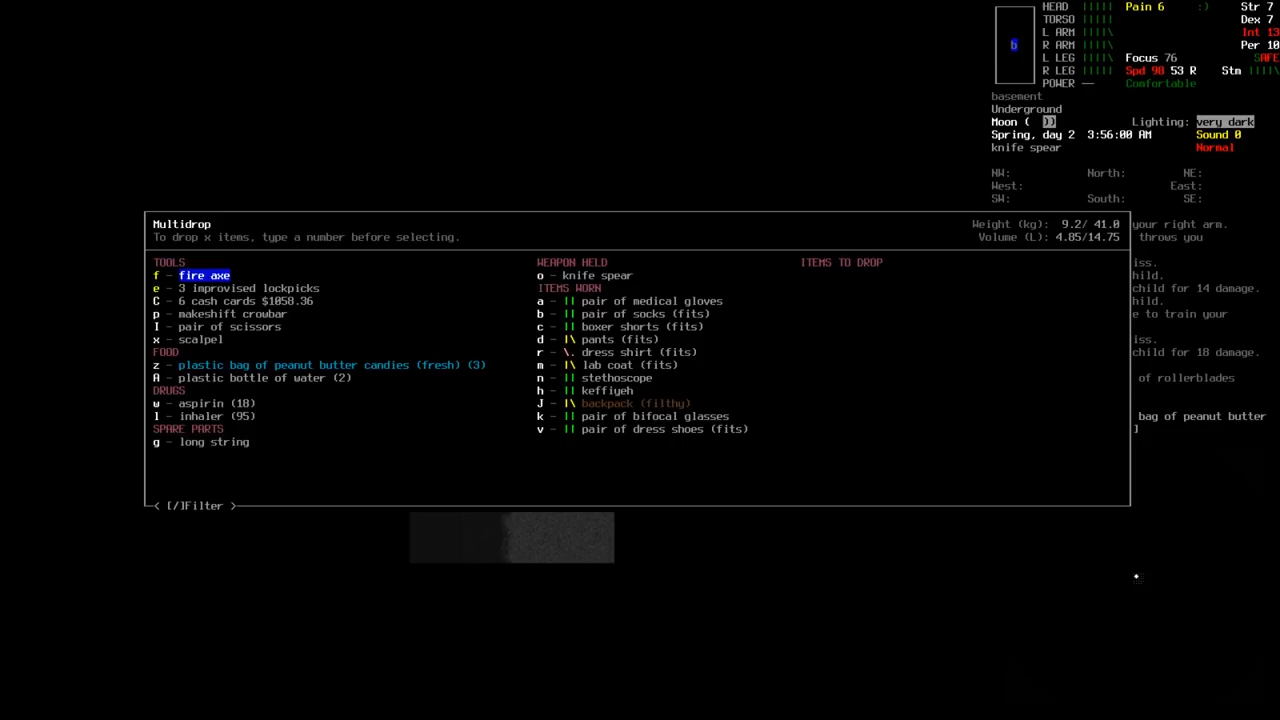 HEAD ||||| Pain 6 :) Str 7
TORSO ||||| Dex 7
L ARM ||||\ Int 13
R ARM ||||\ Per 10
L LEG ||||\ Focus 76 SAFE
R LEG ||||| Spd 98 53 R Stm ||||\
POWER — Comfortable
b
basement
Underground
Moon ( )) Lighting: very dark
Spring, day 2 3:56:00 AM Sound 0
knife spear Normal
NW: North: NE:
West: East:
SW: South: SE:
Multidrop
To drop x items, type a number before selecting.
Weight (kg): 9.2/ 41.0
Volume (L): 4.85/14.75
TOOLS
f - fire axe
e - 3 improvised lockpicks
C - 6 cash cards $1058.36
p - makeshift crowbar
I - pair of scissors
x - scalpel
FOOD
z - plastic bag of peanut butter candies (fresh) (3)
A - plastic bottle of water (2)
DRUGS
w - aspirin (18)
l - inhaler (95)
SPARE PARTS
g - long string
WEAPON HELD
o - knife spear
ITEMS WORN
a - || pair of medical gloves
b - || pair of socks (fits)
c - || boxer shorts (fits)
d - |\ pants (fits)
r - \. dress shirt (fits)
m - |\ lab coat (fits)
n - || stethoscope
h - || keffiyeh
J - |\ backpack (filthy)
k - || pair of bifocal glasses
v - || pair of dress shoes (fits)
ITEMS TO DROP
< [/]Filter >
your right arm.
throws you
iss.
hild.
child for 14 damage.
hild.
e to train your
iss.
child for 18 damage.
of rollerblades
bag of peanut butter
]